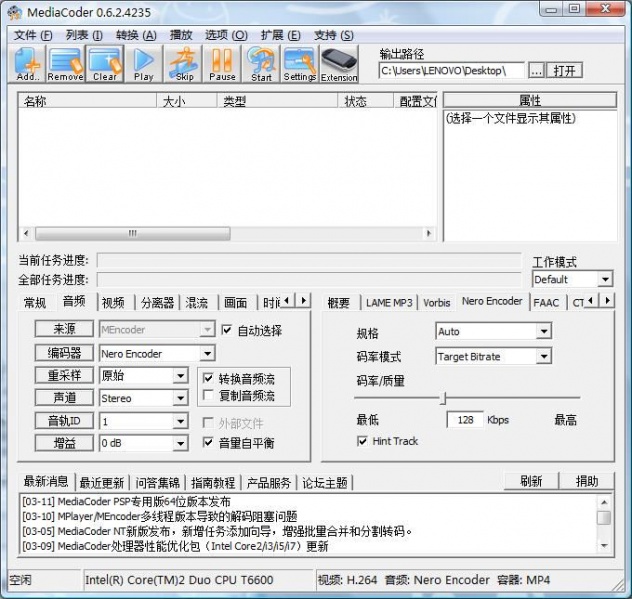 MediaCoder 0.6.2.4235
文件 (F) 列表 (I) 转换 (A) 播放 选项 (O) 扩展 (E) 支持 (S)
输出路径
Add.. Remove Clear Play Skip Pause Start Settings Extension C:\Users\LENOVO\Desktop\ ... 打开
名称 大小 类型 状态 配置文件 属性
(选择一个文件显示其属性)
当前任务进度: 工作模式
全部任务进度: Default
常规 音频 视频 分离器 混流 画面 时间 概要 LAME MP3 Vorbis Nero Encoder FAAC CT
来源 MEncoder 自动选择 规格 Auto
编码器 Nero Encoder 码率模式 Target Bitrate
重采样 原始 转换音频流 码率/质量
声道 Stereo 复制音频流
音轨ID 1 外部文件 最低 128 Kbps 最高
增益 0 dB 音量自平衡 Hint Track
最新消息 最近更新 问答集锦 指南教程 产品服务 论坛主题 刷新 捐助
[03-11] MediaCoder PSP专用版64位版本发布
[03-10] MPlayer/MEncoder多线程版本导致的解码阻塞问题
[03-05] MediaCoder NT新版发布，新增任务添加向导，增强批量合并和分割转码。
[03-09] MediaCoder处理器性能优化包（Intel Core2/i3/i5/i7）更新
空闲 Intel(R) Core(TM)2 Duo CPU T6600 视频: H.264 音频: Nero Encoder 容器: MP4